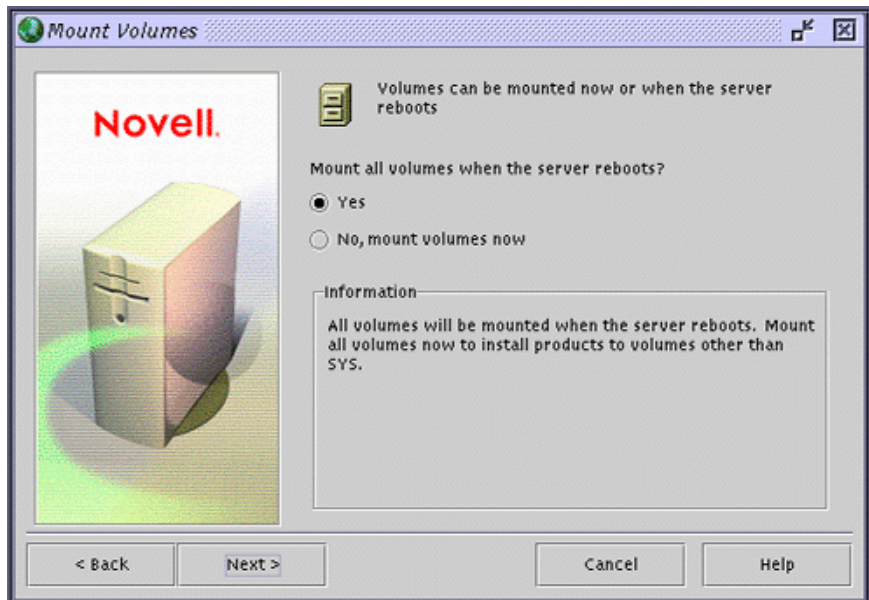 Mount Volumes
Novell.
Volumes can be mounted now or when the server
reboots
Mount all volumes when the server reboots?
Yes
No, mount volumes now
Information
All volumes will be mounted when the server reboots. Mount
all volumes now to install products to volumes other than
SYS.
< Back
Next >
Cancel
Help